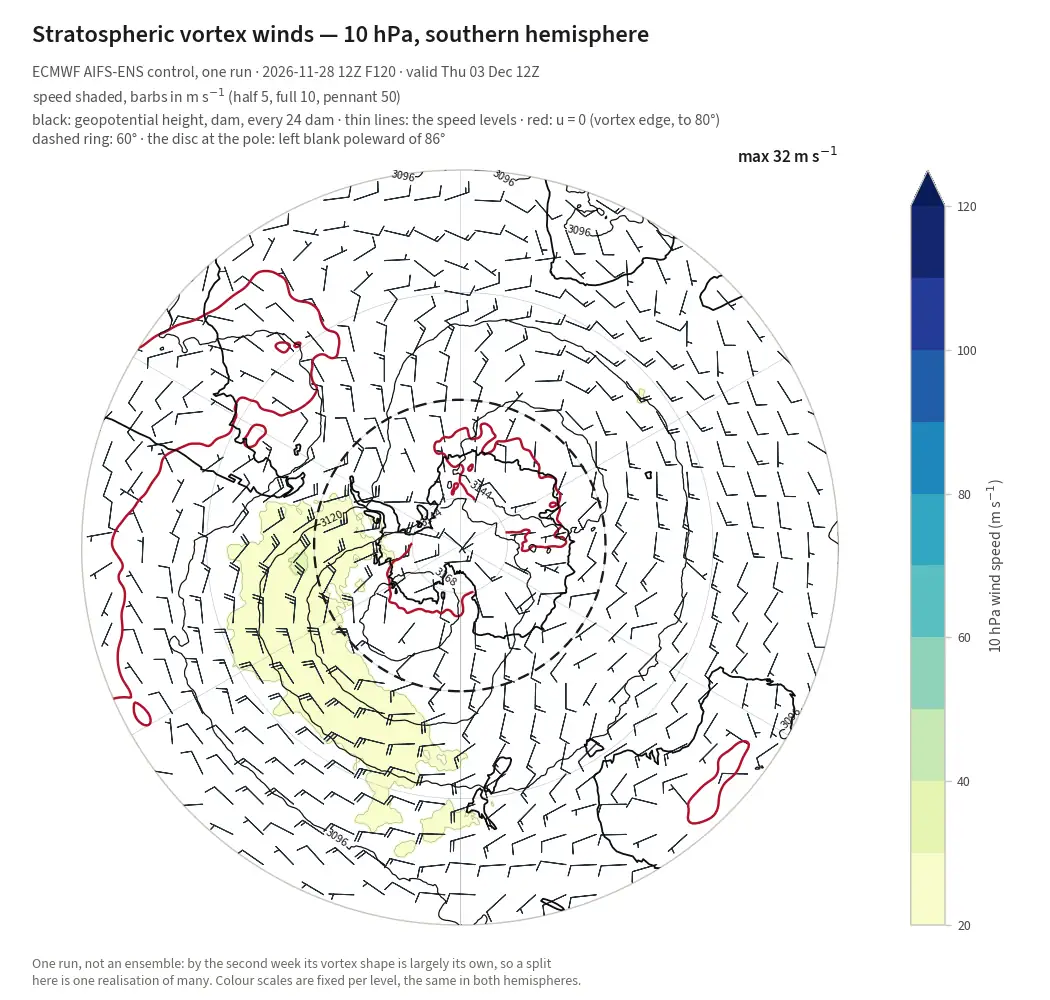 Stratospheric vortex winds — 10 hPa, southern hemisphere
ECMWF AIFS-ENS control, one run · 2026-11-28 12Z F120 · valid Thu 03 Dec 12Z
speed shaded, barbs in m s⁻¹ (half 5, full 10, pennant 50)
black: geopotential height, dam, every 24 dam · thin lines: the speed levels · red: u = 0 (vortex edge, to 80°)
dashed ring: 60° · the disc at the pole: left blank poleward of 86°
max 32 m s⁻¹
3096
3096
3096
3144
3120
3144
3168
3096
3096
120
100
80
60
40
20
10 hPa wind speed (m s⁻¹)
One run, not an ensemble: by the second week its vortex shape is largely its own, so a split
here is one realisation of many. Colour scales are fixed per level, the same in both hemispheres.